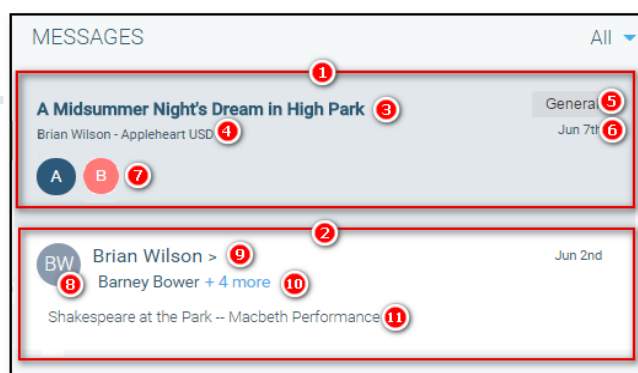 MESSAGES
All
1
A Midsummer Night's Dream in High Park 3
General 5
Brian Wilson - Appleheart USD 4
Jun 7th 6
A B 7
2
BW 8
Brian Wilson > 9
Jun 2nd
Barney Bower + 4 more 10
Shakespeare at the Park -- Macbeth Performance 11